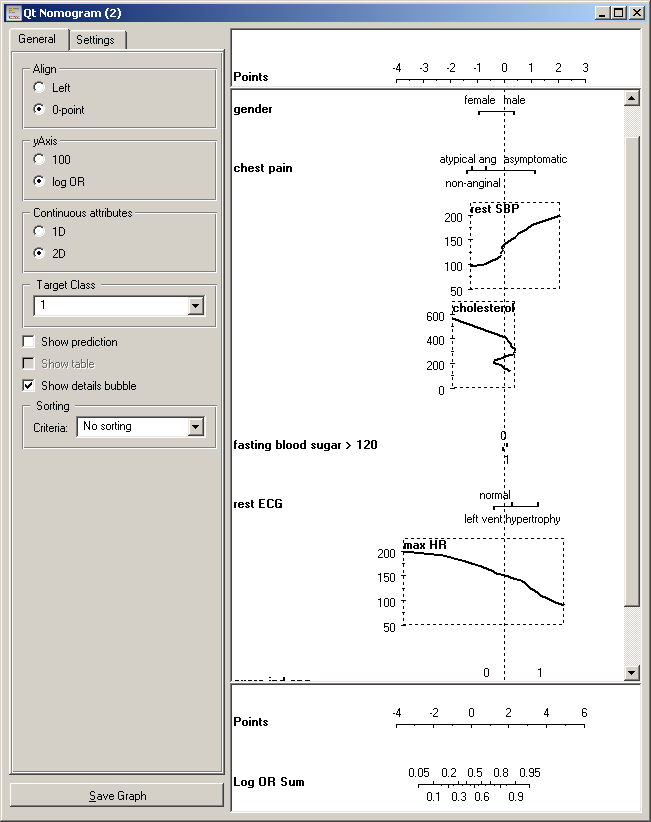 Qt Nomogram (2)
General
Settings
Align
Left
0-point
yAxis
100
log OR
Continuous attributes
1D
2D
Target Class
1
Show prediction
Show table
Show details bubble
Sorting
Criteria: No sorting
Save Graph
Points
-4 -3 -2 -1 0 1 2 3
gender
female male
chest pain
atypical ang asymptomatic
non-anginal
rest SBP
200
150
100
50
cholesterol
600
400
200
0
fasting blood sugar > 120
0
1
rest ECG
normal
left vent hypertrophy
max HR
200
150
100
50
0 1
Points
-4 -2 0 2 4 6
Log OR Sum
0.05 0.2 0.5 0.8 0.95
0.1 0.3 0.6 0.9